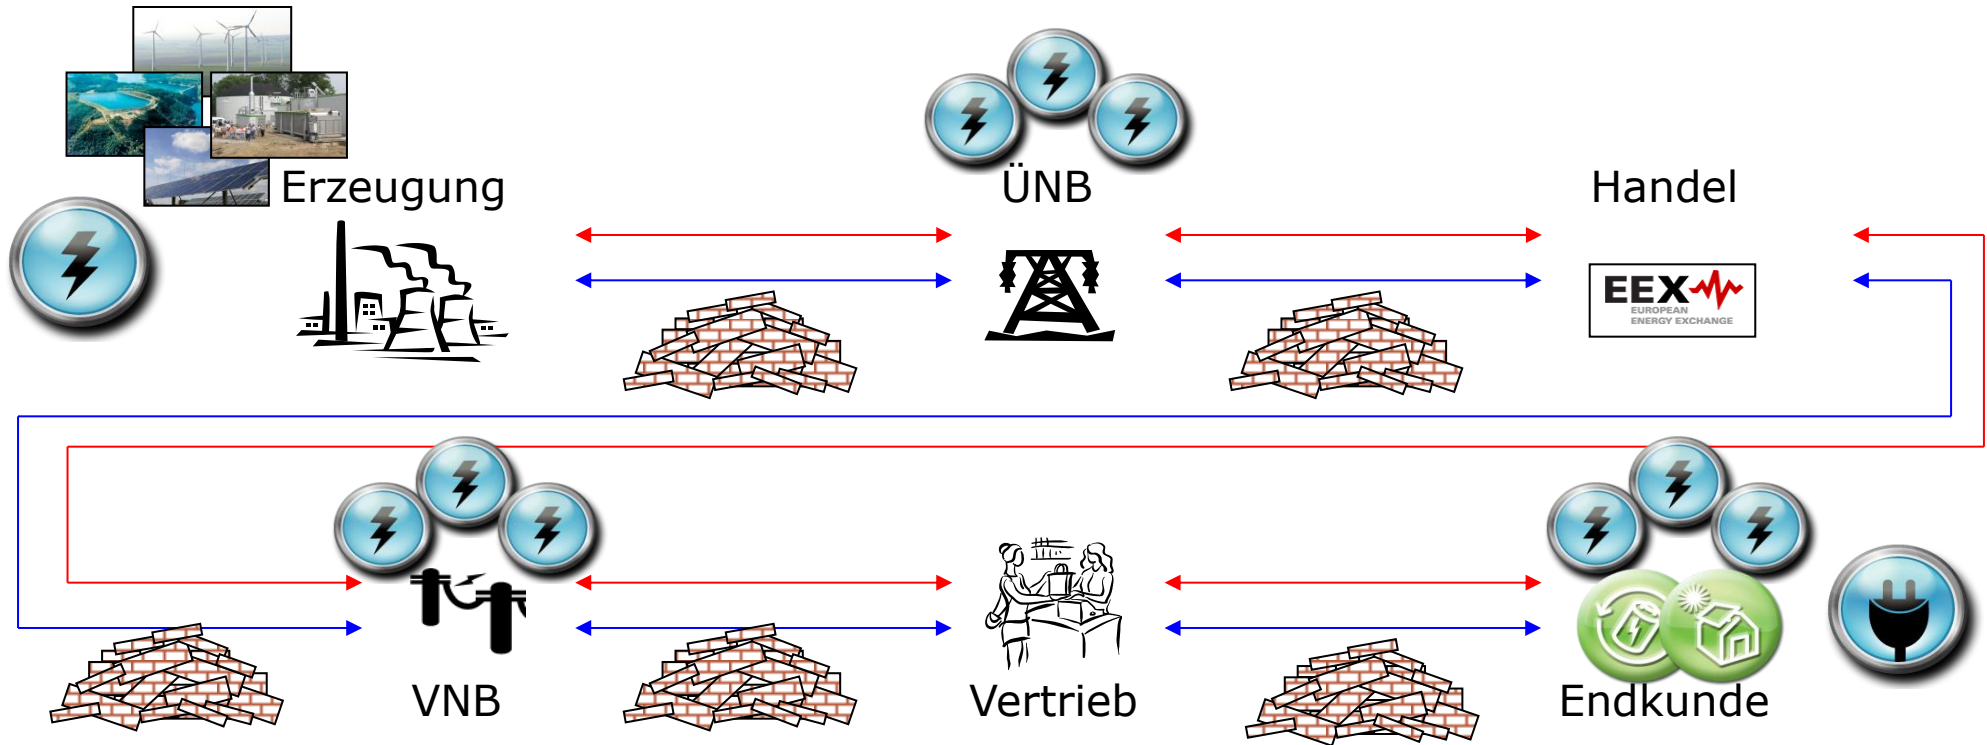 Erzeugung
ÜNB
Handel
EEX
EUROPEAN
ENERGY EXCHANGE
VNB
Vertrieb
Endkunde